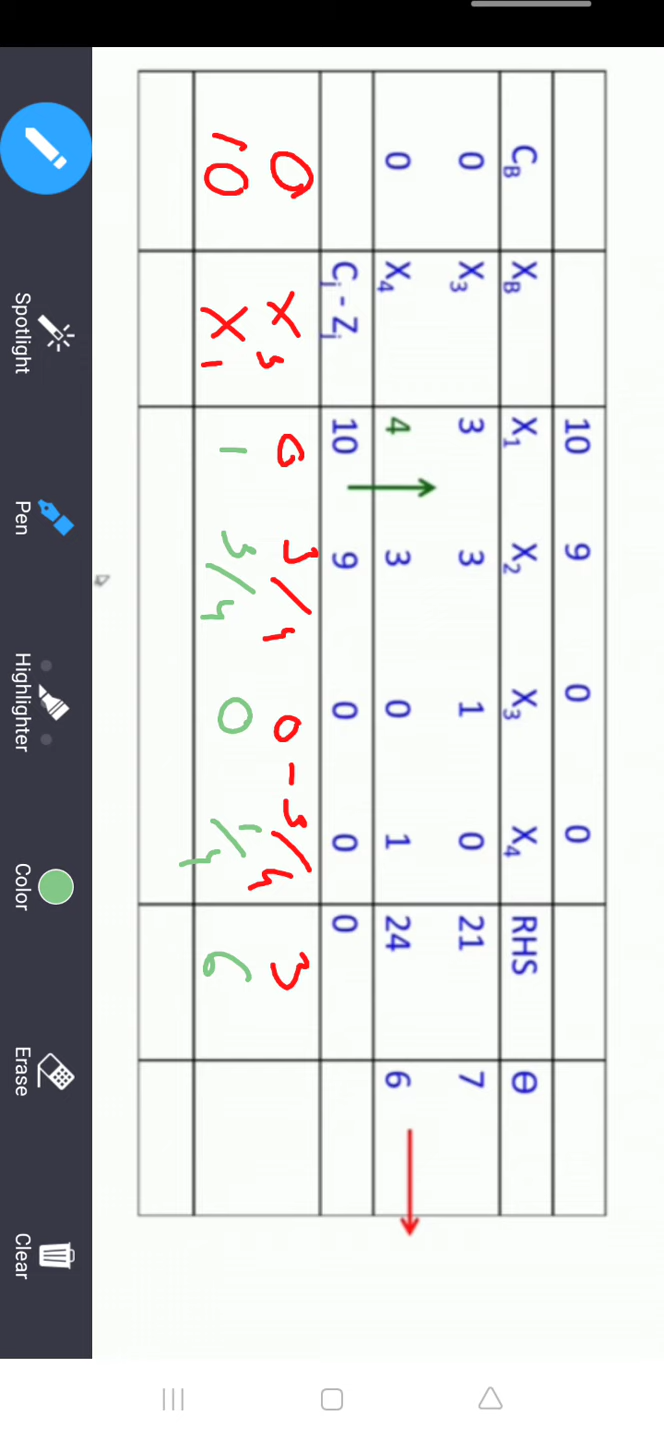 10 9 0 0
CB XB X1 X2 X3 X4 RHS θ
0 X3 3 3 1 0 21 7
0 X4 4 3 0 1 24 6
Cj - Zj 10 9 0 0 0
0 X3 0 3/4 0 -3/4 3
10 X1 1 3/4 0 1/4 6
Spotlight
Pen
Highlighter
Color
Erase
Clear